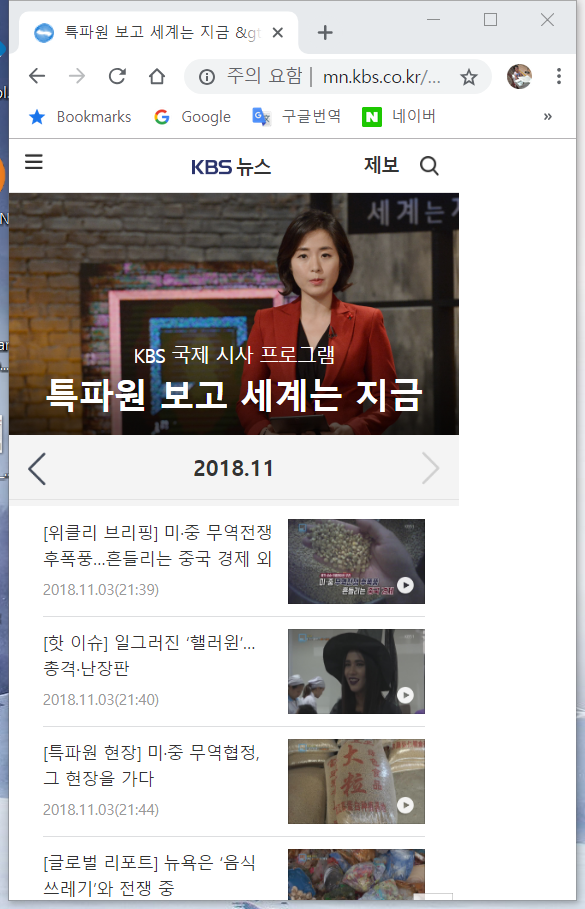 특파원 보고 세계는 지금 &gt
주의 요함 | mn.kbs.co.kr/...
Bookmarks Google 구글번역 네이버 »
KBS 뉴스 제보
세계는지
KBS 국제 시사 프로그램
특파원 보고 세계는 지금
2018.11
[위클리 브리핑] 미·중 무역전쟁
후폭풍...흔들리는 중국 경제 외
2018.11.03(21:39)
미·중
흔들리는
[핫 이슈] 일그러진 ‘핼러윈’...
총격·난장판
2018.11.03(21:40)
[특파원 현장] 미·중 무역협정,
그 현장을 가다
2018.11.03(21:44)
大
粒
[글로벌 리포트] 뉴욕은 ‘음식
쓰레기’와 전쟁 중